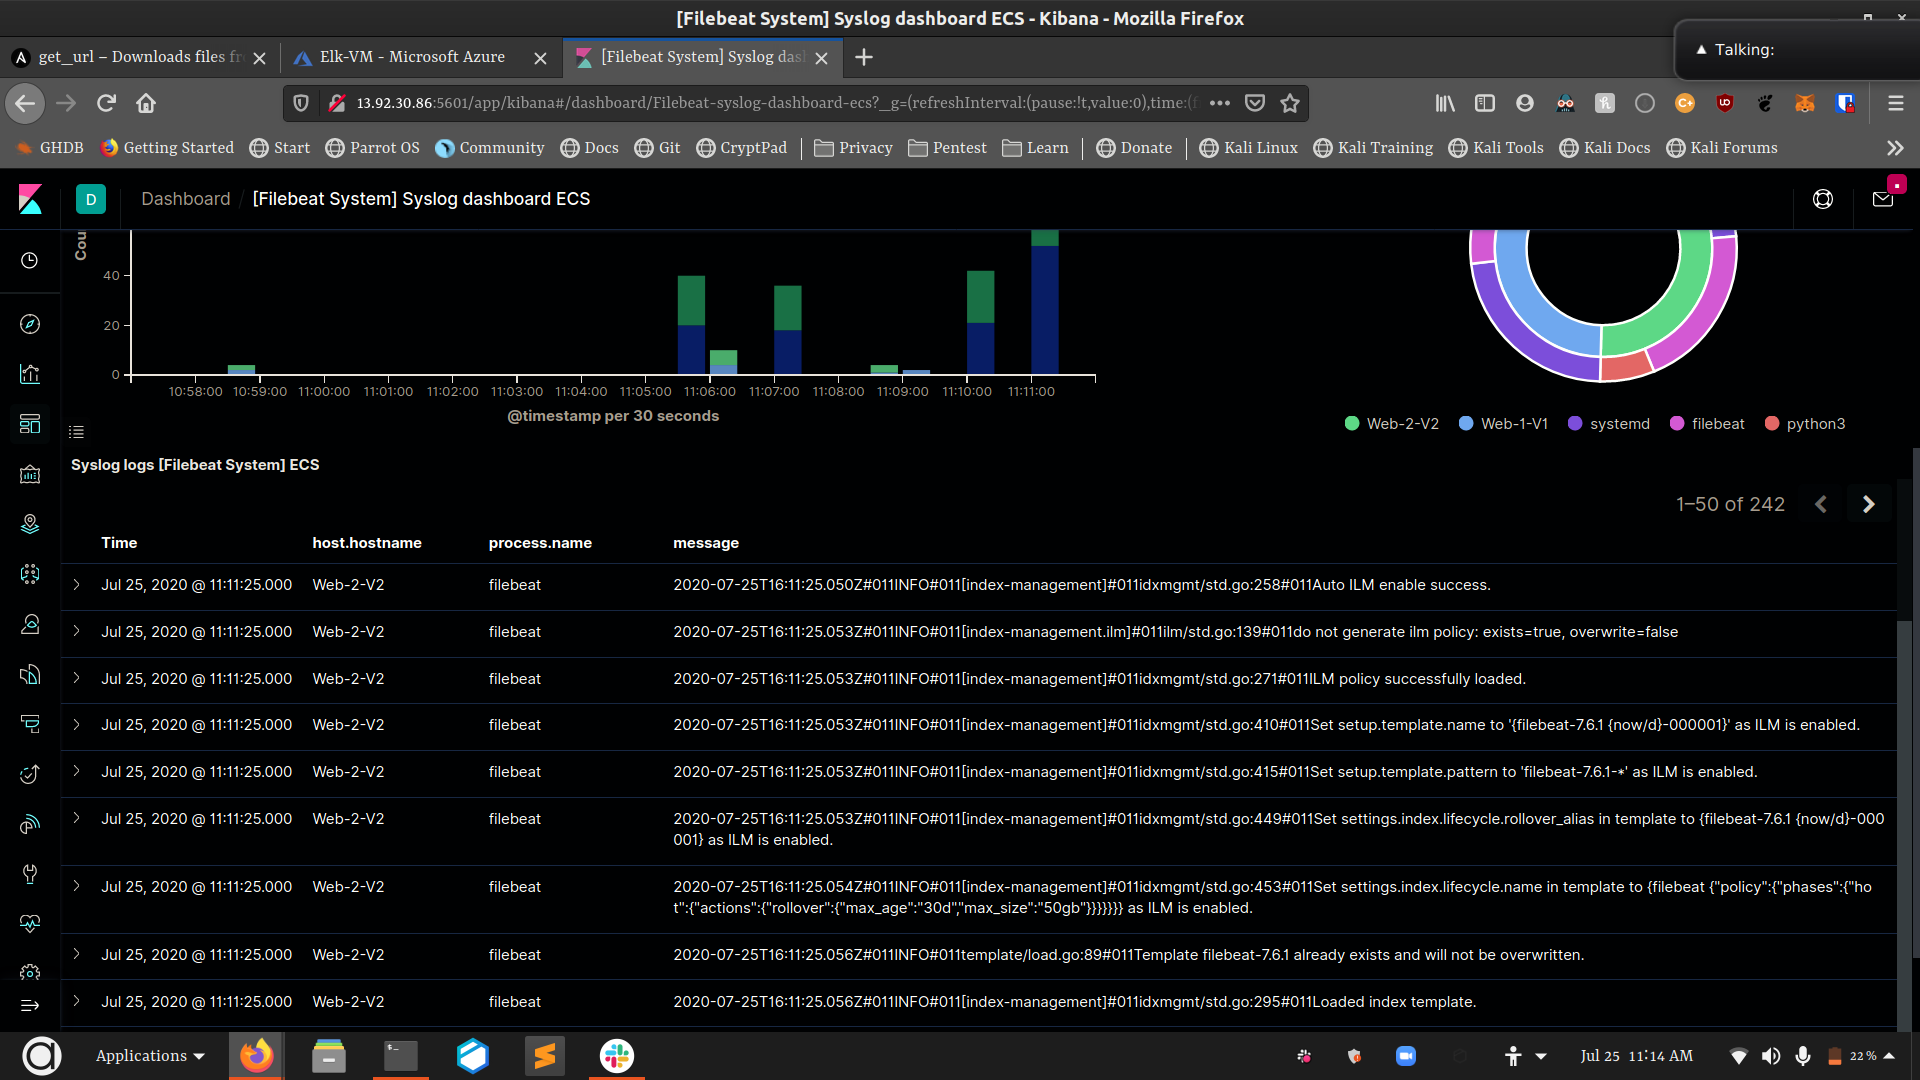 [Filebeat System] Syslog dashboard ECS - Kibana - Mozilla Firefox
get_url – Downloads files fr
Elk-VM - Microsoft Azure
[Filebeat System] Syslog das
Talking:
13.92.30.86:5601/app/kibana#/dashboard/Filebeat-syslog-dashboard-ecs?_g=(refreshInterval:(pause:!t,value:0),time:(f
GHDB Getting Started Start Parrot OS Community Docs Git CryptPad Privacy Pentest Learn Donate Kali Linux Kali Training Kali Tools Kali Docs Kali Forums
D Dashboard / [Filebeat System] Syslog dashboard ECS
Cou
40
20
0
10:58:00 10:59:00 11:00:00 11:01:00 11:02:00 11:03:00 11:04:00 11:05:00 11:06:00 11:07:00 11:08:00 11:09:00 11:10:00 11:11:00
@timestamp per 30 seconds
Web-2-V2 Web-1-V1 systemd filebeat python3
Syslog logs [Filebeat System] ECS
1–50 of 242
Time host.hostname process.name message
Jul 25, 2020 @ 11:11:25.000 Web-2-V2 filebeat 2020-07-25T16:11:25.050Z#011INFO#011[index-management]#011idxmgmt/std.go:258#011Auto ILM enable success.
Jul 25, 2020 @ 11:11:25.000 Web-2-V2 filebeat 2020-07-25T16:11:25.053Z#011INFO#011[index-management.ilm]#011ilm/std.go:139#011do not generate ilm policy: exists=true, overwrite=false
Jul 25, 2020 @ 11:11:25.000 Web-2-V2 filebeat 2020-07-25T16:11:25.053Z#011INFO#011[index-management]#011idxmgmt/std.go:271#011ILM policy successfully loaded.
Jul 25, 2020 @ 11:11:25.000 Web-2-V2 filebeat 2020-07-25T16:11:25.053Z#011INFO#011[index-management]#011idxmgmt/std.go:410#011Set setup.template.name to '{filebeat-7.6.1 {now/d}-000001}' as ILM is enabled.
Jul 25, 2020 @ 11:11:25.000 Web-2-V2 filebeat 2020-07-25T16:11:25.053Z#011INFO#011[index-management]#011idxmgmt/std.go:415#011Set setup.template.pattern to 'filebeat-7.6.1-*' as ILM is enabled.
Jul 25, 2020 @ 11:11:25.000 Web-2-V2 filebeat 2020-07-25T16:11:25.053Z#011INFO#011[index-management]#011idxmgmt/std.go:449#011Set settings.index.lifecycle.rollover_alias in template to {filebeat-7.6.1 {now/d}-000
001} as ILM is enabled.
Jul 25, 2020 @ 11:11:25.000 Web-2-V2 filebeat 2020-07-25T16:11:25.054Z#011INFO#011[index-management]#011idxmgmt/std.go:453#011Set settings.index.lifecycle.name in template to {filebeat {"policy":{"phases":{"ho
t":{"actions":{"rollover":{"max_age":"30d","max_size":"50gb"}}}}}}} as ILM is enabled.
Jul 25, 2020 @ 11:11:25.000 Web-2-V2 filebeat 2020-07-25T16:11:25.056Z#011INFO#011template/load.go:89#011Template filebeat-7.6.1 already exists and will not be overwritten.
Jul 25, 2020 @ 11:11:25.000 Web-2-V2 filebeat 2020-07-25T16:11:25.056Z#011INFO#011[index-management]#011idxmgmt/std.go:295#011Loaded index template.
Applications Jul 25 11:14 AM 22 %